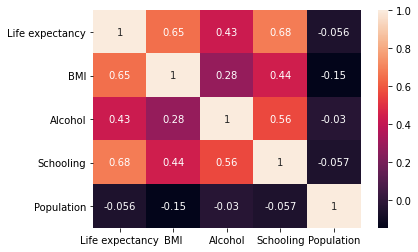 Life expectancy 1 0.65 0.43 0.68 -0.056
BMI 0.65 1 0.28 0.44 -0.15
Alcohol 0.43 0.28 1 0.56 -0.03
Schooling 0.68 0.44 0.56 1 -0.057
Population -0.056 -0.15 -0.03 -0.057 1
Life expectancy BMI Alcohol Schooling Population
1.0
0.8
0.6
0.4
0.2
0.0